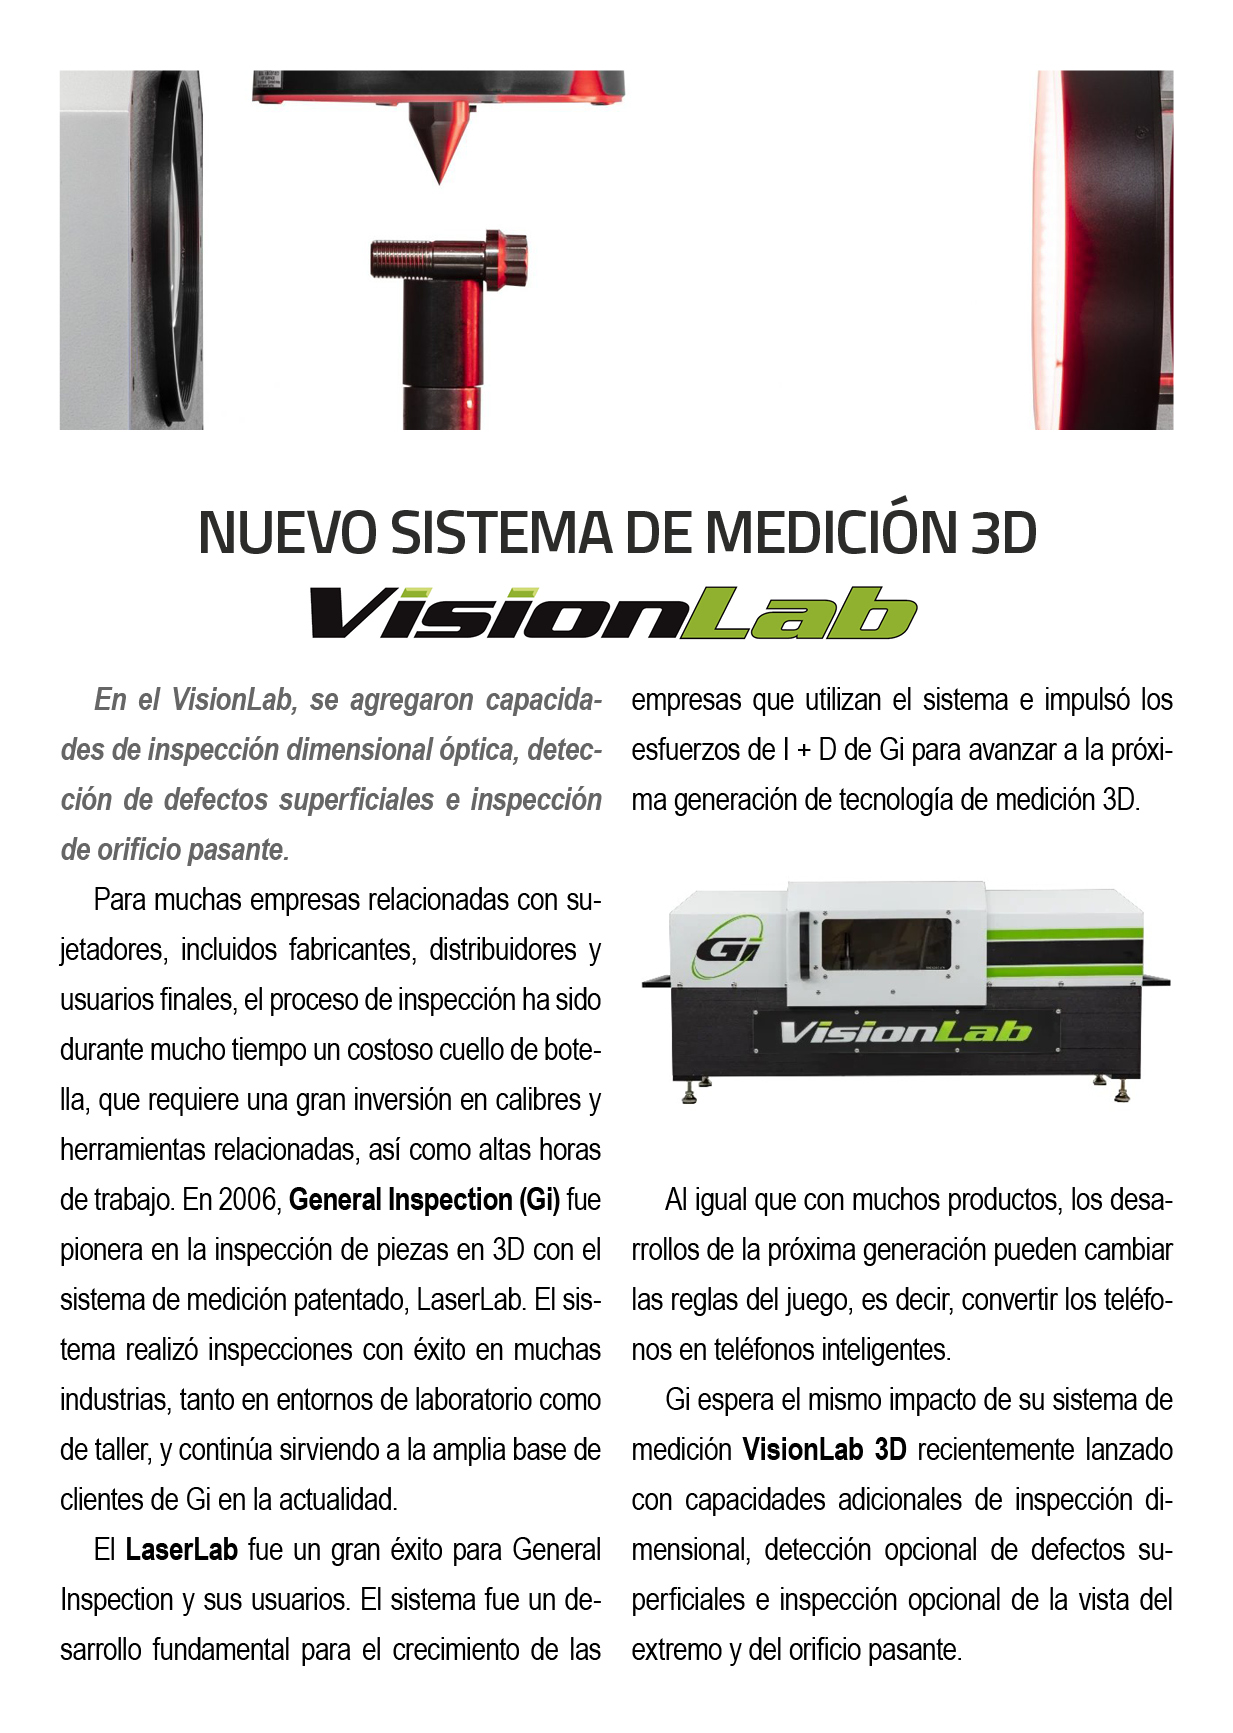 NUEVO SISTEMA DE MEDICIÓN 3D
VisionLab
En el VisionLab, se agregaron capacida-
des de inspección dimensional óptica, detec-
ción de defectos superficiales e inspección
de orificio pasante.
Para muchas empresas relacionadas con su-
jetadores, incluidos fabricantes, distribuidores y
usuarios finales, el proceso de inspección ha sido
durante mucho tiempo un costoso cuello de bote-
lla, que requiere una gran inversión en calibres y
herramientas relacionadas, así como altas horas
de trabajo. En 2006, General Inspection (Gi) fue
pionera en la inspección de piezas en 3D con el
sistema de medición patentado, LaserLab. El sis-
tema realizó inspecciones con éxito en muchas
industrias, tanto en entornos de laboratorio como
de taller, y continúa sirviendo a la amplia base de
clientes de Gi en la actualidad.
El LaserLab fue un gran éxito para General
Inspection y sus usuarios. El sistema fue un de-
sarrollo fundamental para el crecimiento de las
empresas que utilizan el sistema e impulsó los
esfuerzos de I + D de Gi para avanzar a la próxi-
ma generación de tecnología de medición 3D.
Gi
VisionLab
Al igual que con muchos productos, los desa-
rrollos de la próxima generación pueden cambiar
las reglas del juego, es decir, convertir los teléfo-
nos en teléfonos inteligentes.
Gi espera el mismo impacto de su sistema de
medición VisionLab 3D recientemente lanzado
con capacidades adicionales de inspección di-
mensional, detección opcional de defectos su-
perficiales e inspección opcional de la vista del
extremo y del orificio pasante.